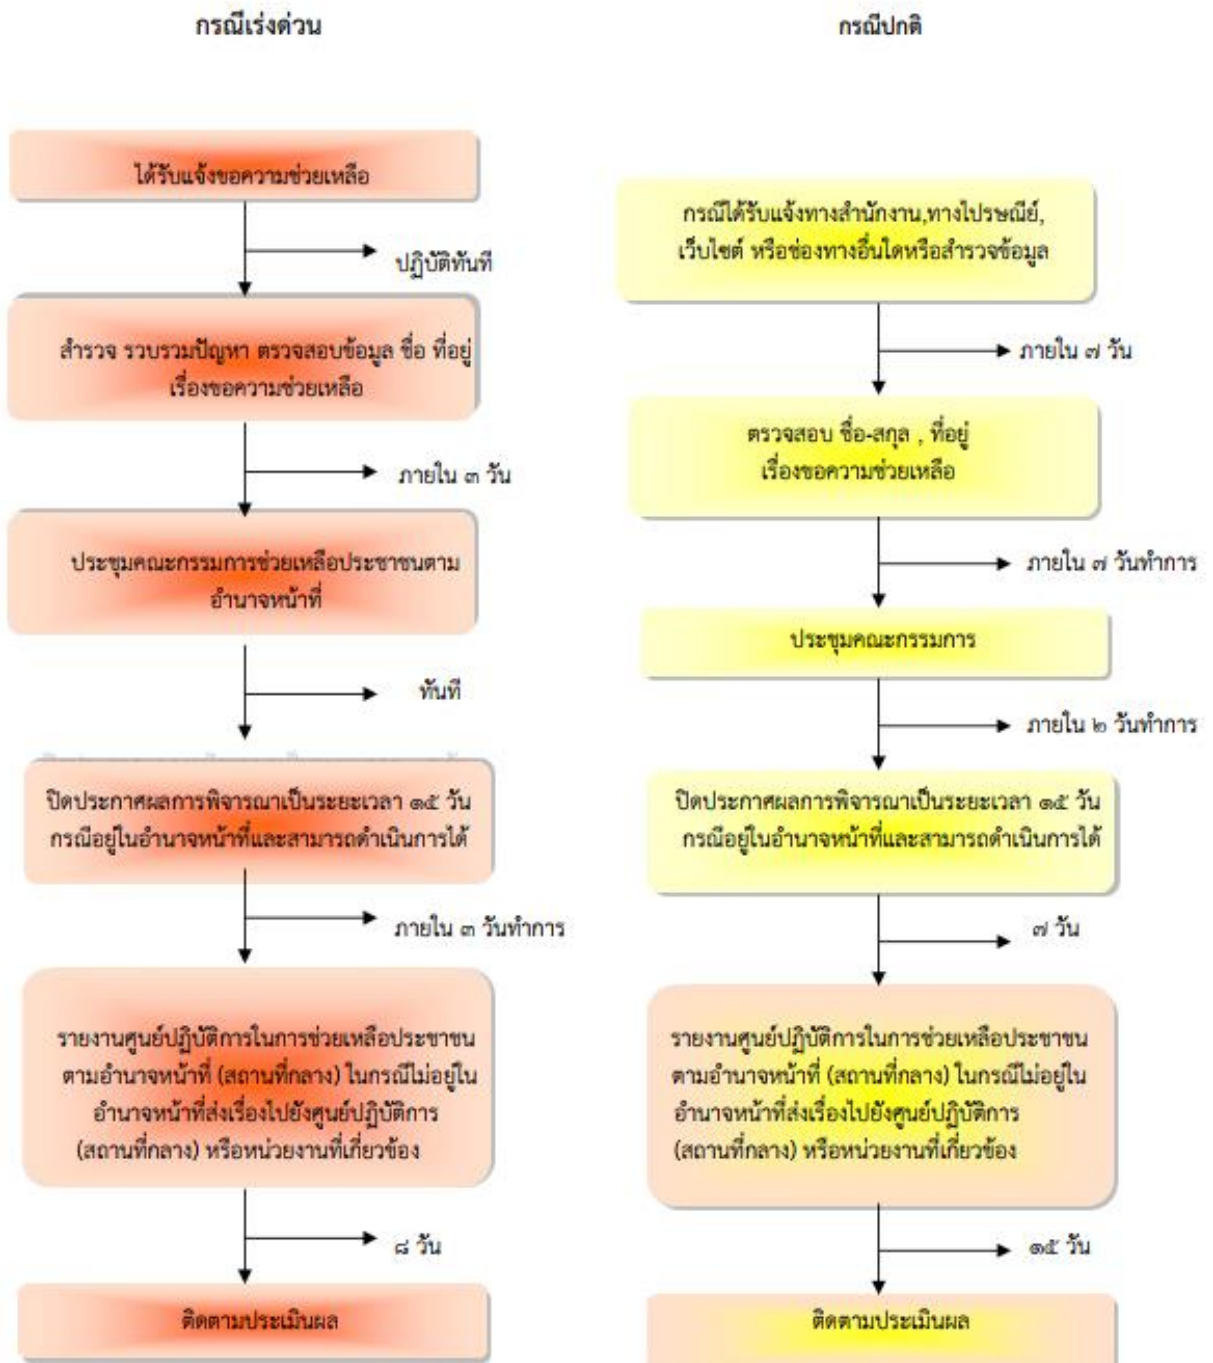 กรณีเร่งด่วน
ได้รับแจ้งขอความช่วยเหลือ
ปฏิบัติทันที
สำรวจ รวบรวมปัญหา ตรวจสอบข้อมูล ชื่อ ที่อยู่
เรื่องขอความช่วยเหลือ
ภายใน ๓ วัน
ประชุมคณะกรรมการช่วยเหลือประชาชนตาม
อำนาจหน้าที่
ทันที
ปิดประกาศผลการพิจารณาเป็นระยะเวลา ๑๕ วัน
กรณีอยู่ในอำนาจหน้าที่และสามารถดำเนินการได้
ภายใน ๓ วันทำการ
รายงานศูนย์ปฏิบัติการในการช่วยเหลือประชาชน
ตามอำนาจหน้าที่ (สถานที่กลาง) ในกรณีไม่อยู่ใน
อำนาจหน้าที่ส่งเรื่องไปยังศูนย์ปฏิบัติการ
(สถานที่กลาง) หรือหน่วยงานที่เกี่ยวข้อง
๘ วัน
ติดตามประเมินผล
กรณีปกติ
กรณีได้รับแจ้งทางสำนักงาน,ทางไปรษณีย์,
เว็บไซต์ หรือช่องทางอื่นใดหรือสำรวจข้อมูล
ภายใน ๗ วัน
ตรวจสอบ ชื่อ-สกุล , ที่อยู่
เรื่องขอความช่วยเหลือ
ภายใน ๗ วันทำการ
ประชุมคณะกรรมการ
ภายใน ๒ วันทำการ
ปิดประกาศผลการพิจารณาเป็นระยะเวลา ๑๕ วัน
กรณีอยู่ในอำนาจหน้าที่และสามารถดำเนินการได้
๗ วัน
รายงานศูนย์ปฏิบัติการในการช่วยเหลือประชาชน
ตามอำนาจหน้าที่ (สถานที่กลาง) ในกรณีไม่อยู่ใน
อำนาจหน้าที่ส่งเรื่องไปยังศูนย์ปฏิบัติการ
(สถานที่กลาง) หรือหน่วยงานที่เกี่ยวข้อง
๑๕ วัน
ติดตามประเมินผล